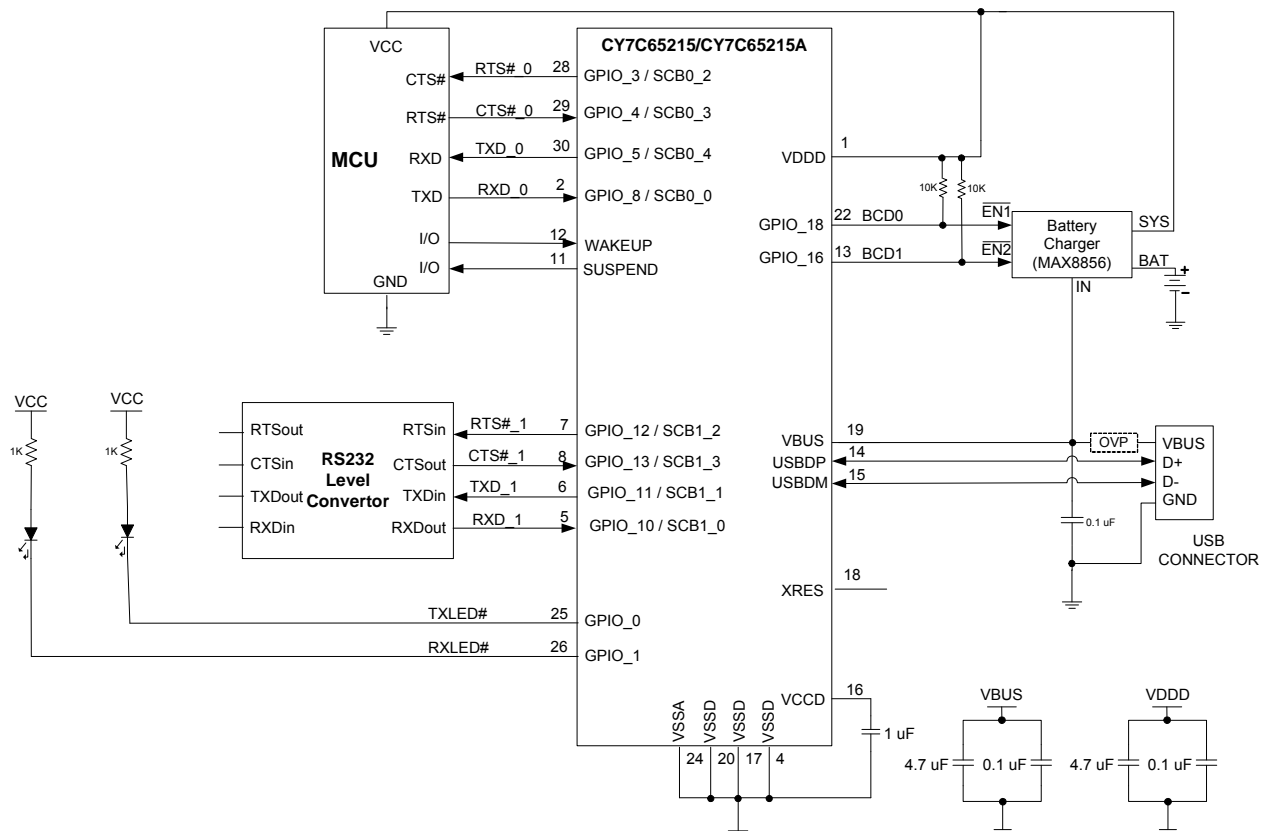 CY7C65215/CY7C65215A
VCC
MCU
CTS#
RTS#
RXD
TXD
I/O
I/O
GND
RTS#_0
28
GPIO_3 / SCB0_2
CTS#_0
29
GPIO_4 / SCB0_3
TXD_0
30
GPIO_5 / SCB0_4
RXD_0
2
GPIO_8 / SCB0_0
12
WAKEUP
11
SUSPEND
VDDD
1
10K
10K
GPIO_18
22
BCD0
EN1
GPIO_16
13
BCD1
EN2
Battery
Charger
(MAX8856)
SYS
BAT
IN
+
-
VCC
1K
VCC
1K
RTSout
CTSin
TXDout
RXDin
RS232
Level
Convertor
RTSin
CTSout
TXDin
RXDout
RTS#_1
7
GPIO_12 / SCB1_2
CTS#_1
8
GPIO_13 / SCB1_3
TXD_1
6
GPIO_11 / SCB1_1
RXD_1
5
GPIO_10 / SCB1_0
VBUS
19
USBDP
14
USBDM
15
OVP
VBUS
D+
D-
GND
USB
CONNECTOR
0.1 uF
XRES
18
TXLED#
25
GPIO_0
RXLED#
26
GPIO_1
VCCD
16
1 uF
VSSA
VSSD
VSSD
VSSD
24
20
17
4
VBUS
4.7 uF
0.1 uF
VDDD
4.7 uF
0.1 uF